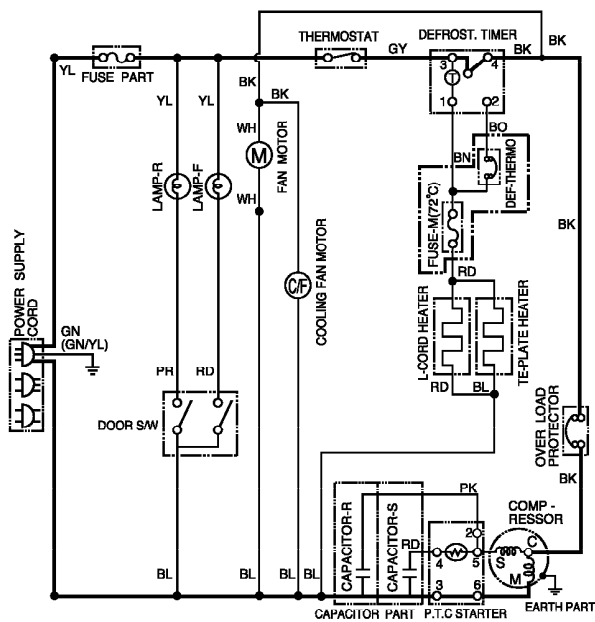 THERMOSTAT
DEFROST. TIMER
BK
GY
BK
YL
FUSE PART
3
4
T
BK
BK
YL
YL
1
2
WH
BO
M
FAN MOTOR
BN
DEF-THERMO
LAMP-R
LAMP-F
WH
FUSE-M(72°C)
BK
COOLING FAN MOTOR
C/F
RD
POWER SUPPLY
CORD
GN
(GN/YL)
L-CORD HEATER
TE-PLATE HEATER
PR
RD
RD
BL
DOOR S/W
OVER LOAD
PROTECTOR
BK
PK
CAPACITOR-R
CAPACITOR-S
COMP -
RESSOR
2
RD
4
5
S
C
M
BL
BL
BL
BL
3
6
CAPACITOR PART
P.T.C STARTER
EARTH PART